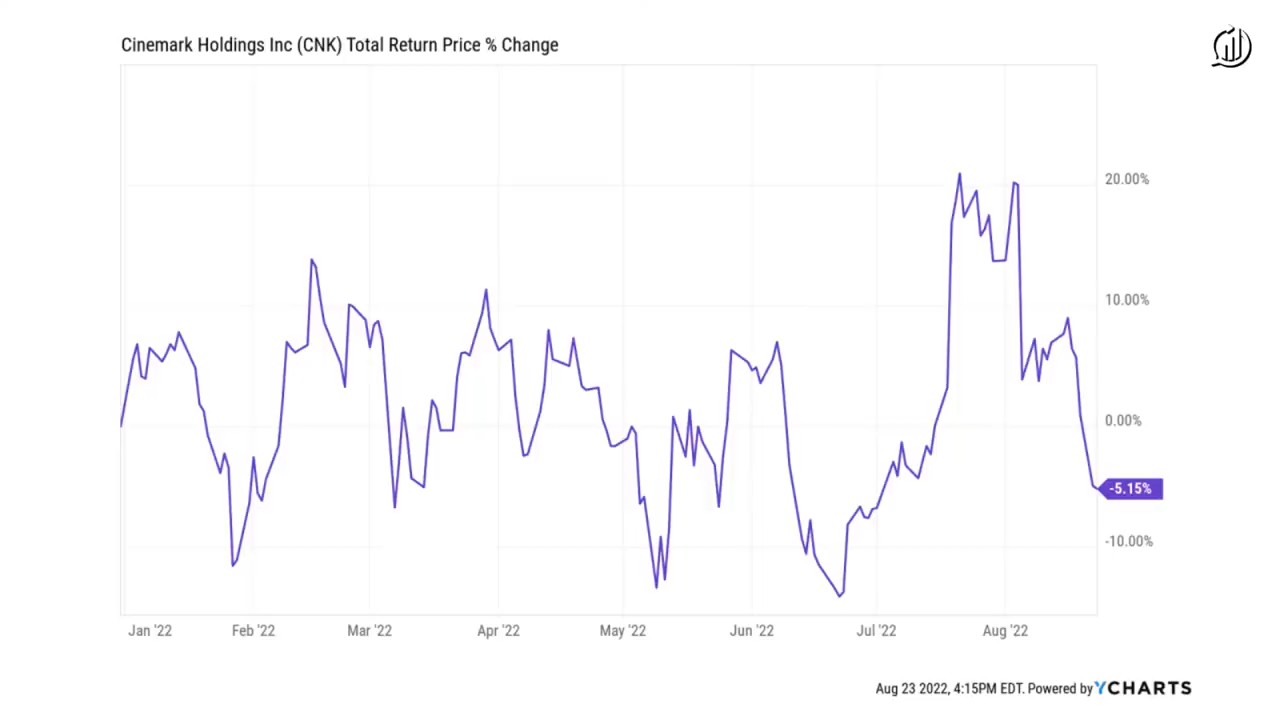 Cinemark Holdings Inc (CNK) Total Return Price % Change
20.00%
10.00%
0.00%
-5.15%
-10.00%
Jan '22 Feb '22 Mar '22 Apr '22 May '22 Jun '22 Jul '22 Aug '22
Aug 23 2022, 4:15PM EDT. Powered by YCHARTS